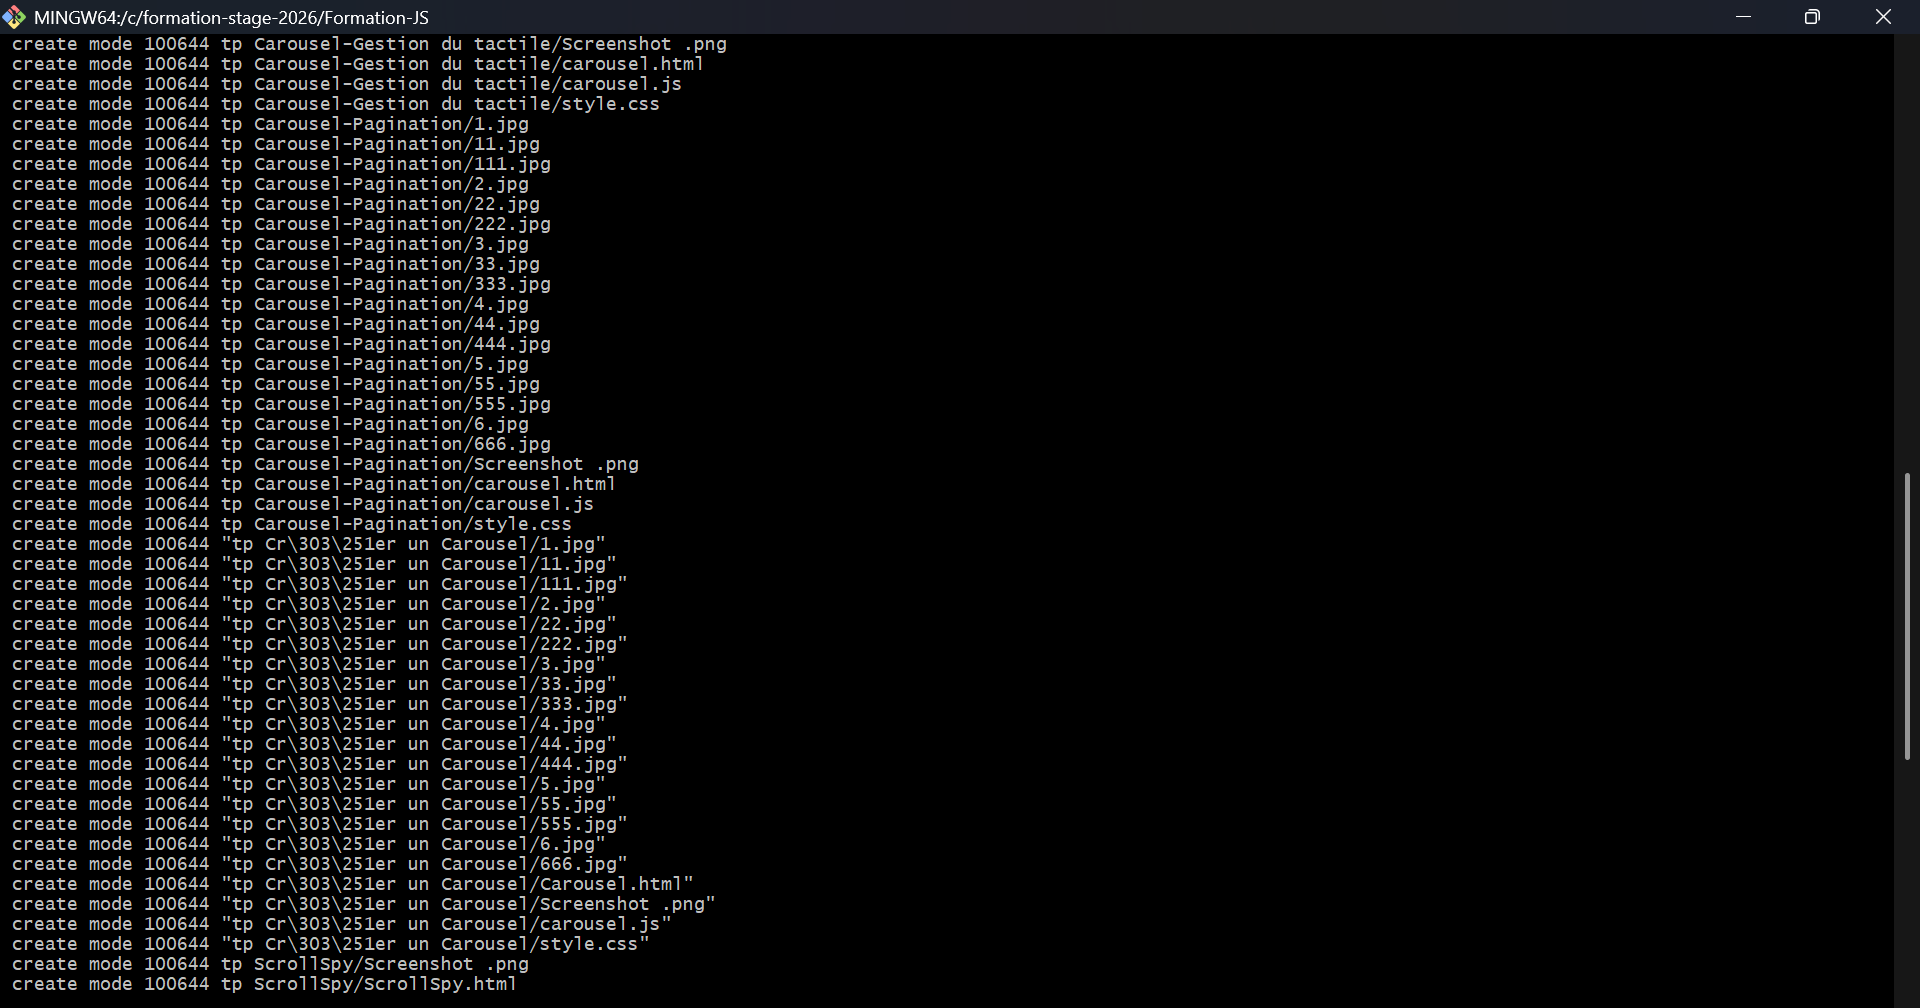 MINGW64:/c/formation-stage-2026/Formation-JS
create mode 100644 tp Carousel-Gestion du tactile/Screenshot .png
create mode 100644 tp Carousel-Gestion du tactile/carousel.html
create mode 100644 tp Carousel-Gestion du tactile/carousel.js
create mode 100644 tp Carousel-Gestion du tactile/style.css
create mode 100644 tp Carousel-Pagination/1.jpg
create mode 100644 tp Carousel-Pagination/11.jpg
create mode 100644 tp Carousel-Pagination/111.jpg
create mode 100644 tp Carousel-Pagination/2.jpg
create mode 100644 tp Carousel-Pagination/22.jpg
create mode 100644 tp Carousel-Pagination/222.jpg
create mode 100644 tp Carousel-Pagination/3.jpg
create mode 100644 tp Carousel-Pagination/33.jpg
create mode 100644 tp Carousel-Pagination/333.jpg
create mode 100644 tp Carousel-Pagination/4.jpg
create mode 100644 tp Carousel-Pagination/44.jpg
create mode 100644 tp Carousel-Pagination/444.jpg
create mode 100644 tp Carousel-Pagination/5.jpg
create mode 100644 tp Carousel-Pagination/55.jpg
create mode 100644 tp Carousel-Pagination/555.jpg
create mode 100644 tp Carousel-Pagination/6.jpg
create mode 100644 tp Carousel-Pagination/666.jpg
create mode 100644 tp Carousel-Pagination/Screenshot .png
create mode 100644 tp Carousel-Pagination/carousel.html
create mode 100644 tp Carousel-Pagination/carousel.js
create mode 100644 tp Carousel-Pagination/style.css
create mode 100644 "tp Cr\303\251er un Carousel/1.jpg"
create mode 100644 "tp Cr\303\251er un Carousel/11.jpg"
create mode 100644 "tp Cr\303\251er un Carousel/111.jpg"
create mode 100644 "tp Cr\303\251er un Carousel/2.jpg"
create mode 100644 "tp Cr\303\251er un Carousel/22.jpg"
create mode 100644 "tp Cr\303\251er un Carousel/222.jpg"
create mode 100644 "tp Cr\303\251er un Carousel/3.jpg"
create mode 100644 "tp Cr\303\251er un Carousel/33.jpg"
create mode 100644 "tp Cr\303\251er un Carousel/333.jpg"
create mode 100644 "tp Cr\303\251er un Carousel/4.jpg"
create mode 100644 "tp Cr\303\251er un Carousel/44.jpg"
create mode 100644 "tp Cr\303\251er un Carousel/444.jpg"
create mode 100644 "tp Cr\303\251er un Carousel/5.jpg"
create mode 100644 "tp Cr\303\251er un Carousel/55.jpg"
create mode 100644 "tp Cr\303\251er un Carousel/555.jpg"
create mode 100644 "tp Cr\303\251er un Carousel/6.jpg"
create mode 100644 "tp Cr\303\251er un Carousel/666.jpg"
create mode 100644 "tp Cr\303\251er un Carousel/Carousel.html"
create mode 100644 "tp Cr\303\251er un Carousel/Screenshot .png"
create mode 100644 "tp Cr\303\251er un Carousel/carousel.js"
create mode 100644 "tp Cr\303\251er un Carousel/style.css"
create mode 100644 tp ScrollSpy/Screenshot .png
create mode 100644 tp ScrollSpy/ScrollSpy.html